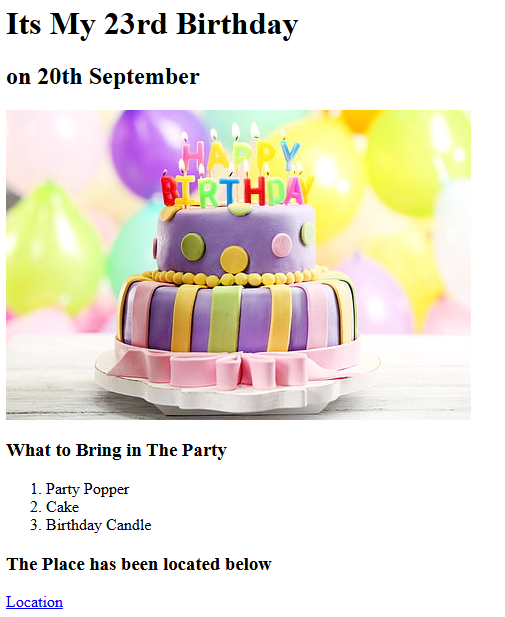 Its My 23rd Birthday
on 20th September
HAPPY
BIRTHDAY
What to Bring in The Party
1. Party Popper
2. Cake
3. Birthday Candle
The Place has been located below
Location